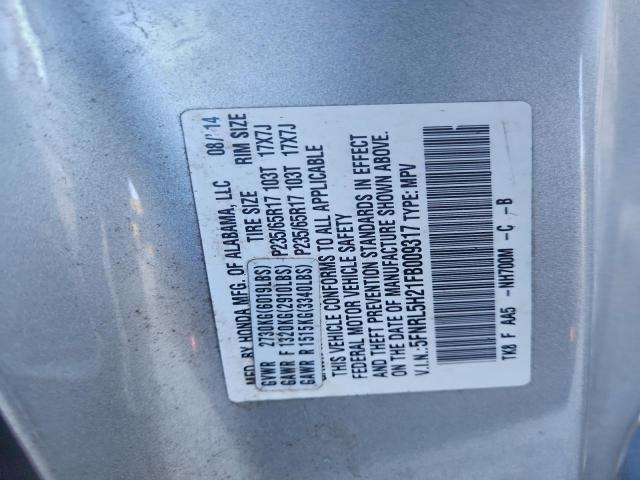 MFD. BY HONDA MFG. OF ALABAMA, LLC 08/ 14
TIRE SIZE RIM SIZE
GVWR 2730KG(6019LBS)
GAWR F 1320KG(2910LBS) P235/65R17 103T 17X7J
GAWR R 1515KG(3340LBS) P235/65R17 103T 17X7J
THIS VEHICLE CONFORMS TO ALL APPLICABLE
FEDERAL MOTOR VEHICLE SAFETY
AND THEFT PREVENTION STANDARDS IN EFFECT
ON THE DATE OF MANUFACTURE SHOWN ABOVE.
V.I.N.:5FNRL5H21FB009317 TYPE: MPV
TK8 F AA5 -NH700M -C -B